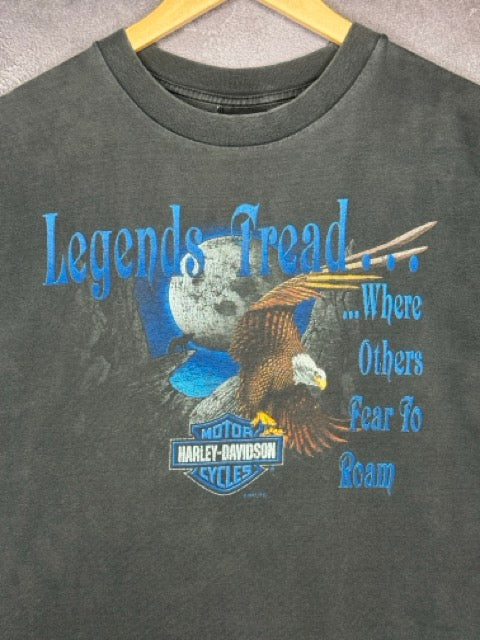 Legends Tread....
...Where
Others
Fear To
Roam
MOTOR
HARLEY-DAVIDSON
CYCLES